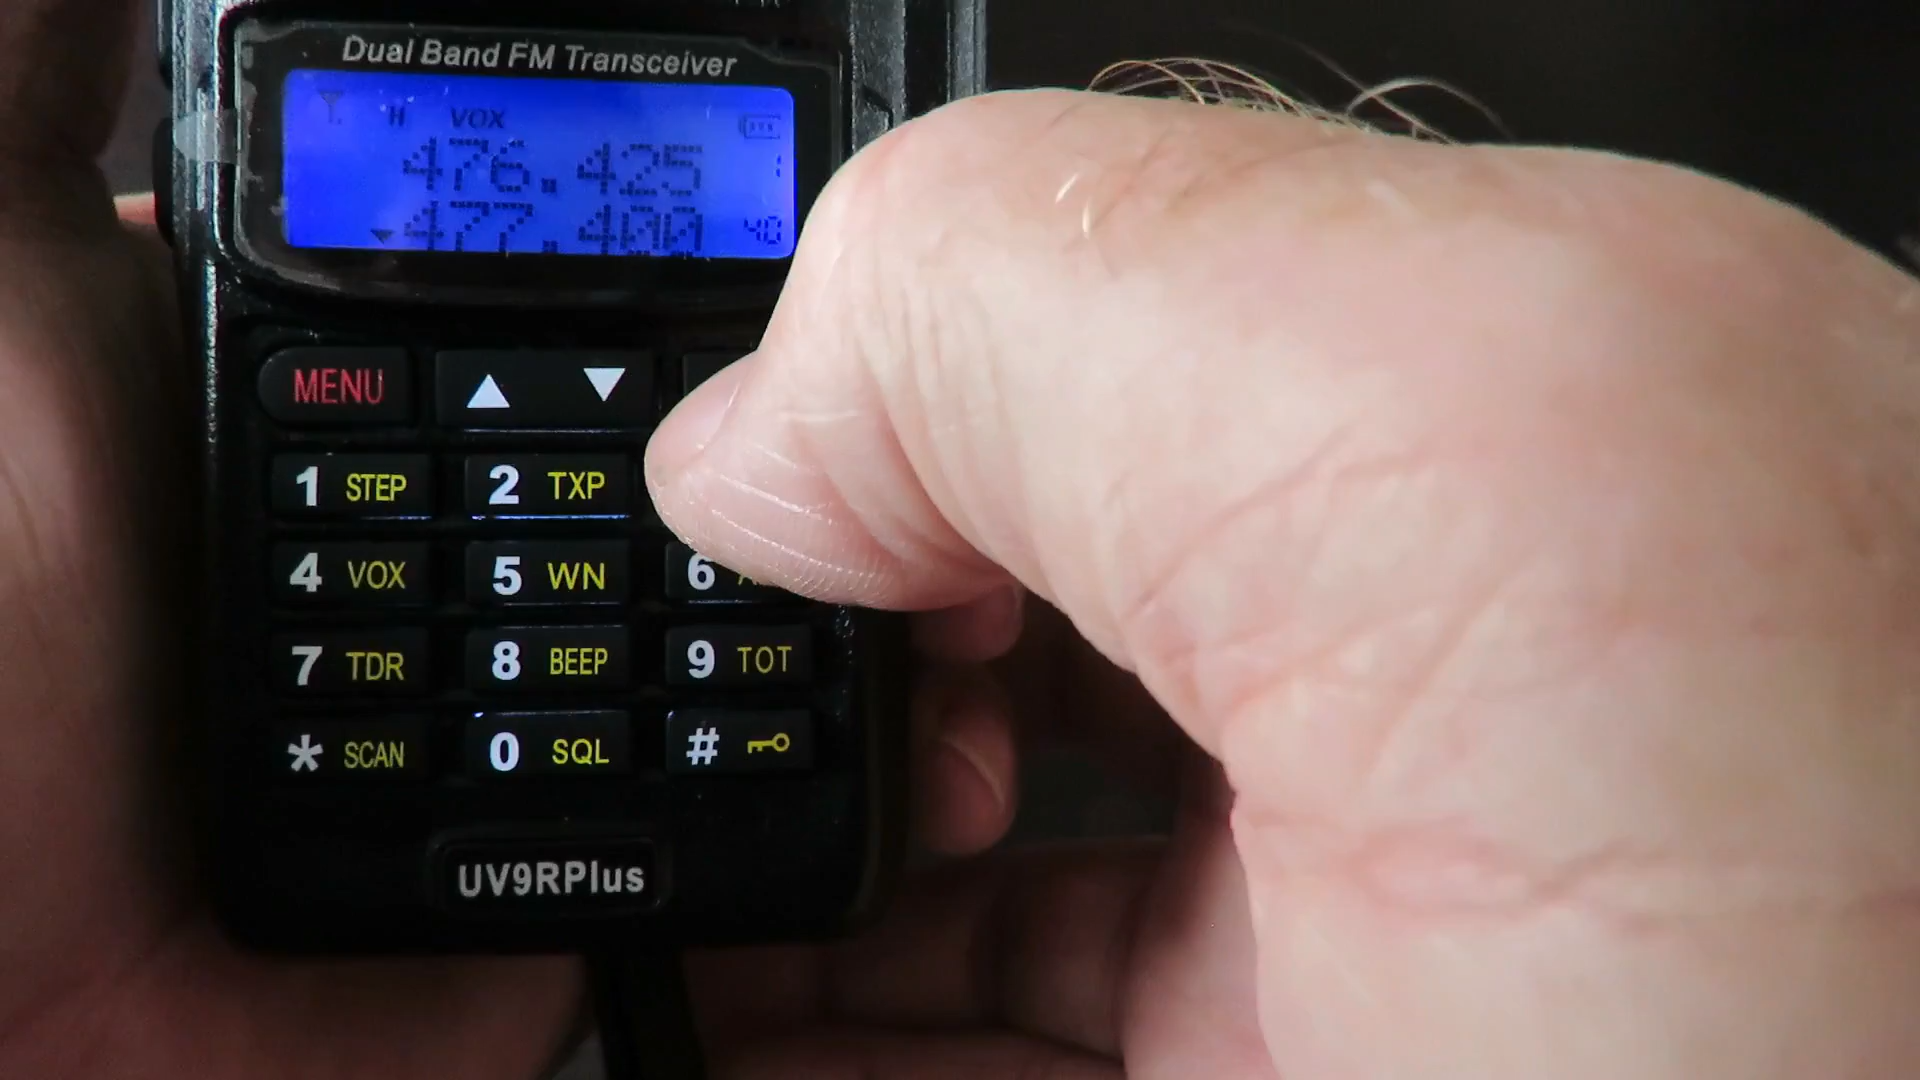 Dual Band FM Transceiver
H VOX
476.425 1
477.400 40
MENU
1 STEP 2 TXP
4 VOX 5 WN 6
7 TDR 8 BEEP 9 TOT
* SCAN 0 SQL #
UV9RPlus